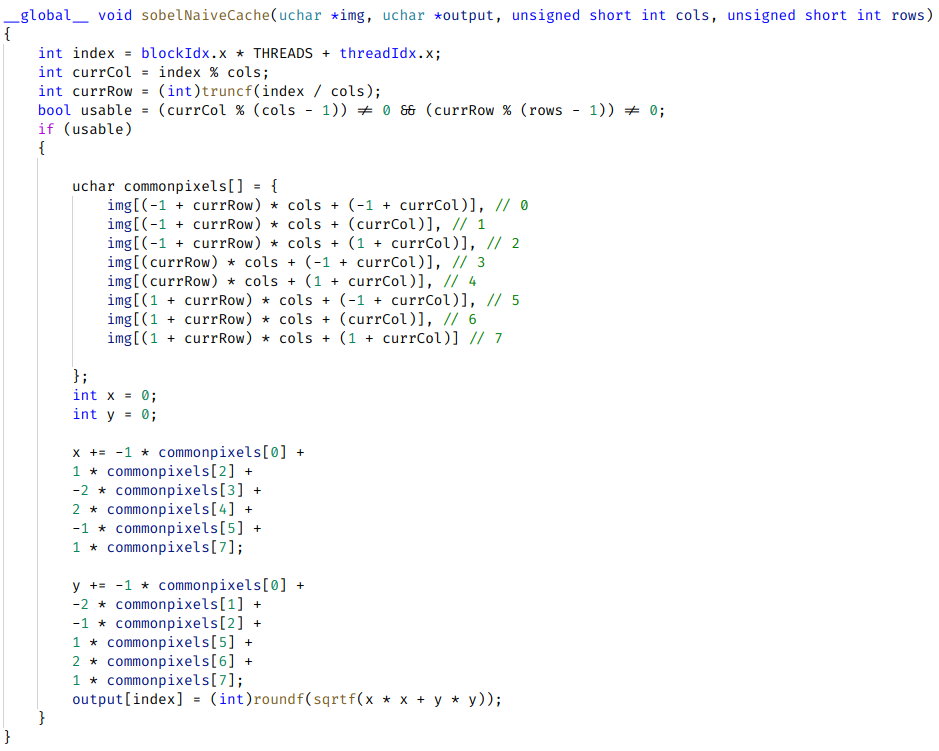 __global__ void sobelNaiveCache(uchar *img, uchar *output, unsigned short int cols, unsigned short int rows)
{
    int index = blockIdx.x * THREADS + threadIdx.x;
    int currCol = index % cols;
    int currRow = (int)truncf(index / cols);
    bool usable = (currCol % (cols - 1)) != 0 && (currRow % (rows - 1)) != 0;
    if (usable)
    {

        uchar commonpixels[] = {
            img[(-1 + currRow) * cols + (-1 + currCol)], // 0
            img[(-1 + currRow) * cols + (currCol)], // 1
            img[(-1 + currRow) * cols + (1 + currCol)], // 2
            img[(currRow) * cols + (-1 + currCol)], // 3
            img[(currRow) * cols + (1 + currCol)], // 4
            img[(1 + currRow) * cols + (-1 + currCol)], // 5
            img[(1 + currRow) * cols + (currCol)], // 6
            img[(1 + currRow) * cols + (1 + currCol)] // 7

        };
        int x = 0;
        int y = 0;

        x += -1 * commonpixels[0] +
        1 * commonpixels[2] +
        -2 * commonpixels[3] +
        2 * commonpixels[4] +
        -1 * commonpixels[5] +
        1 * commonpixels[7];

        y += -1 * commonpixels[0] +
        -2 * commonpixels[1] +
        -1 * commonpixels[2] +
        1 * commonpixels[5] +
        2 * commonpixels[6] +
        1 * commonpixels[7];
        output[index] = (int)roundf(sqrtf(x * x + y * y));
    }
}